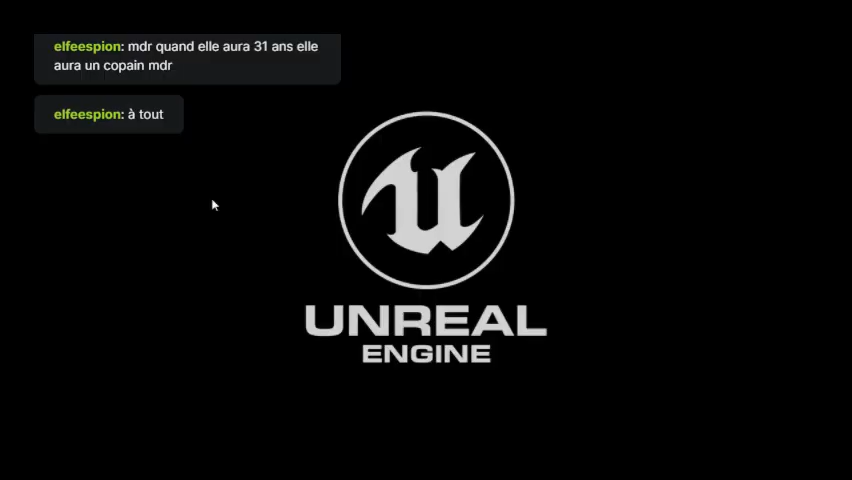 elfeespion: mdr quand elle aura 31 ans elle
aura un copain mdr
elfeespion: à tout
UNREAL
ENGINE